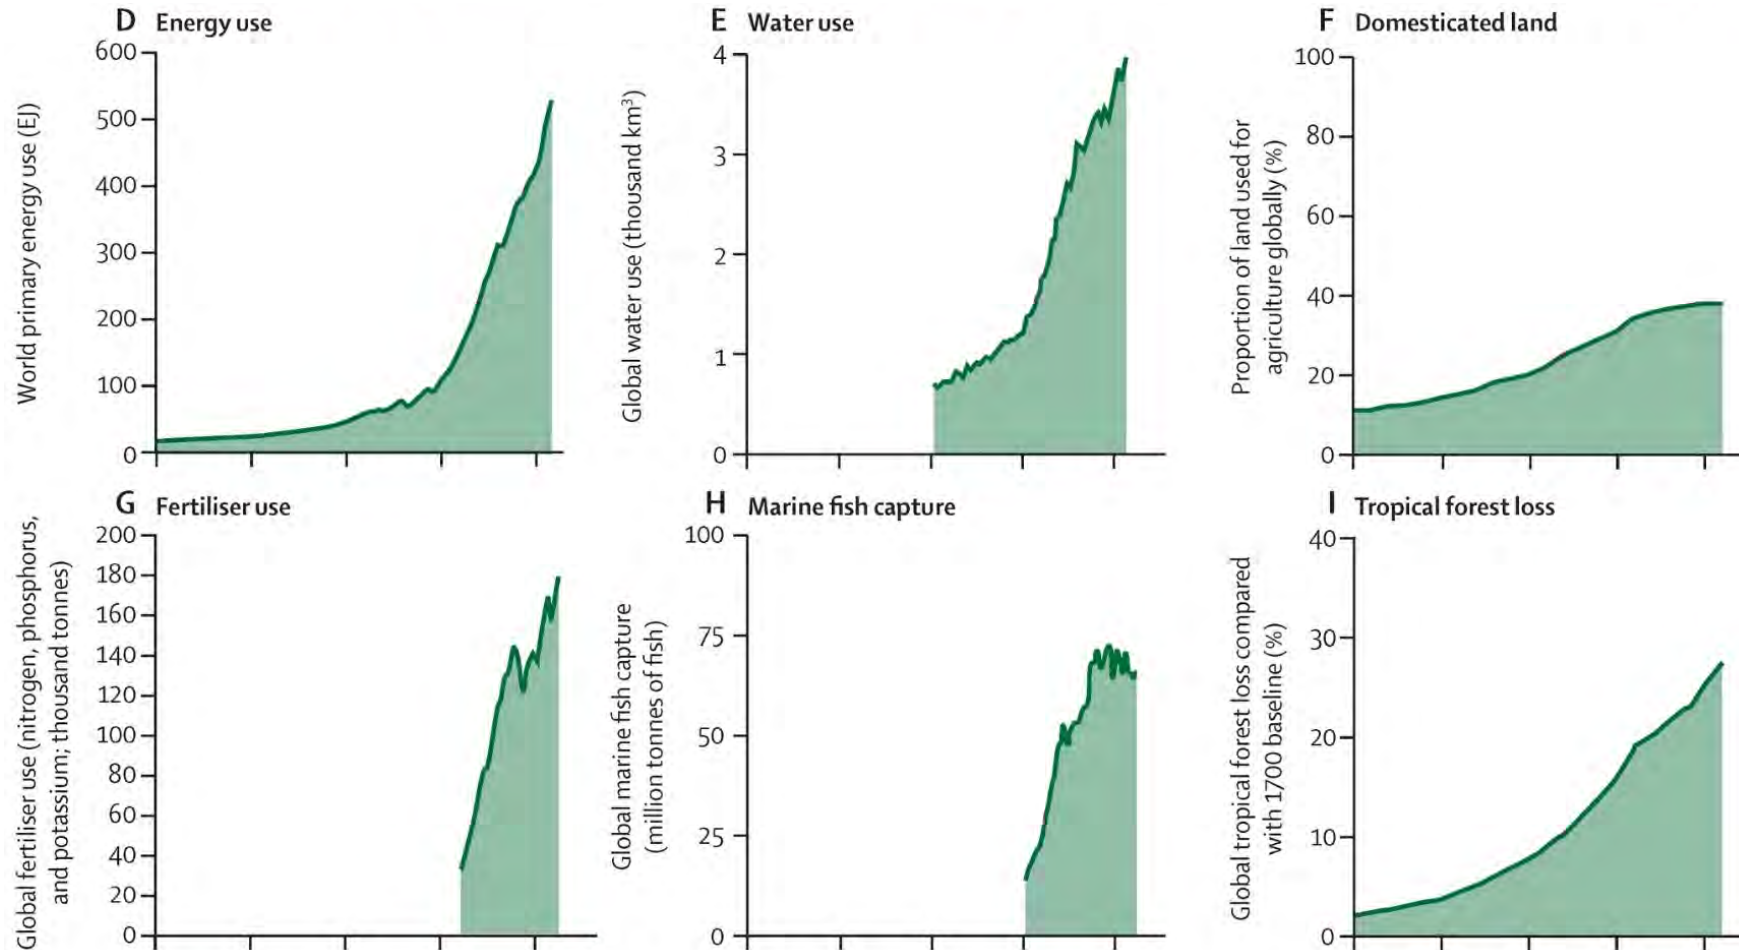 D Energy use
World primary energy use (EJ)
600
500
400
300
200
100
0
E Water use
Global water use (thousand km³)
4
3
2
1
0
F Domesticated land
Proportion of land used for
agriculture globally (%)
100
80
60
40
20
0
G Fertiliser use
Global fertiliser use (nitrogen, phosphorus,
and potassium; thousand tonnes)
200
180
160
140
120
100
80
60
40
20
0
H Marine fish capture
Global marine fish capture
(million tonnes of fish)
100
75
50
25
0
I Tropical forest loss
Global tropical forest loss compared
with 1700 baseline (%)
40
30
20
10
0